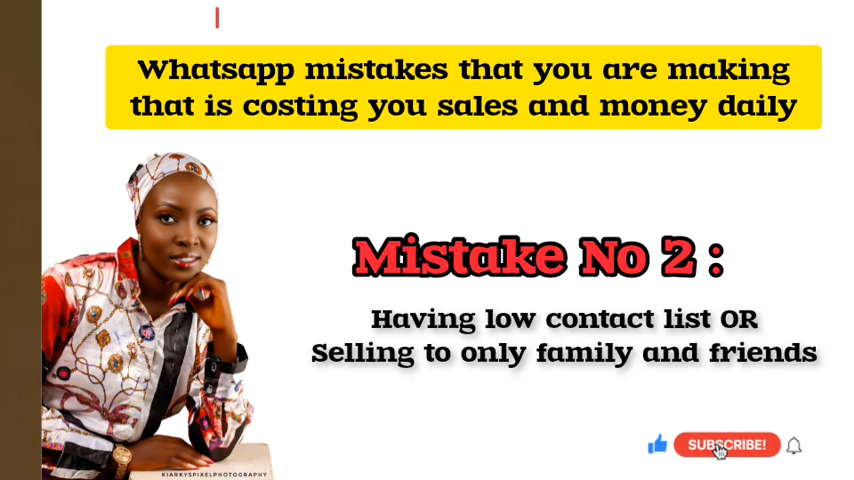 Whatsapp mistakes that you are making
that is costing you sales and money daily
Mistake No 2 :
Having low contact list OR
Selling to only family and friends
SUBSCRIBE!
KIARKYSPIXELPHOTOGRAPHY